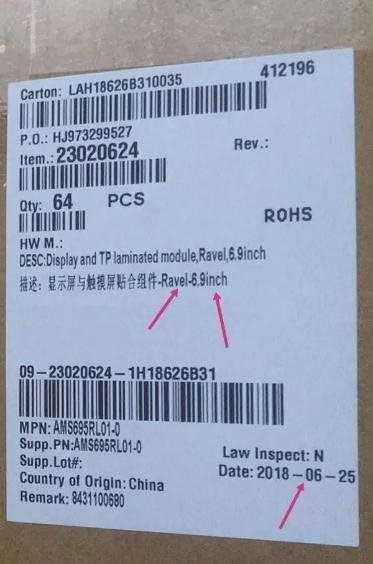 Carton: LAH18626B310035
412196
P.O.: HJ973299527
Rev.:
Item.: 23020624
Qty: 64 PCS
ROHS
HW M.:
DESC:Display and TP laminated module,Ravel,6.9inch
描述: 显示屏与触摸屏贴合组件-Ravel-6.9inch
09-23020624-1H18626B31
MPN: AMS695RL01-0
Supp.PN:AMS695RL01-0
Law Inspect: N
Supp.Lot#:
Date: 2018-06-25
Country of Origin: China
Remark: 8431100680